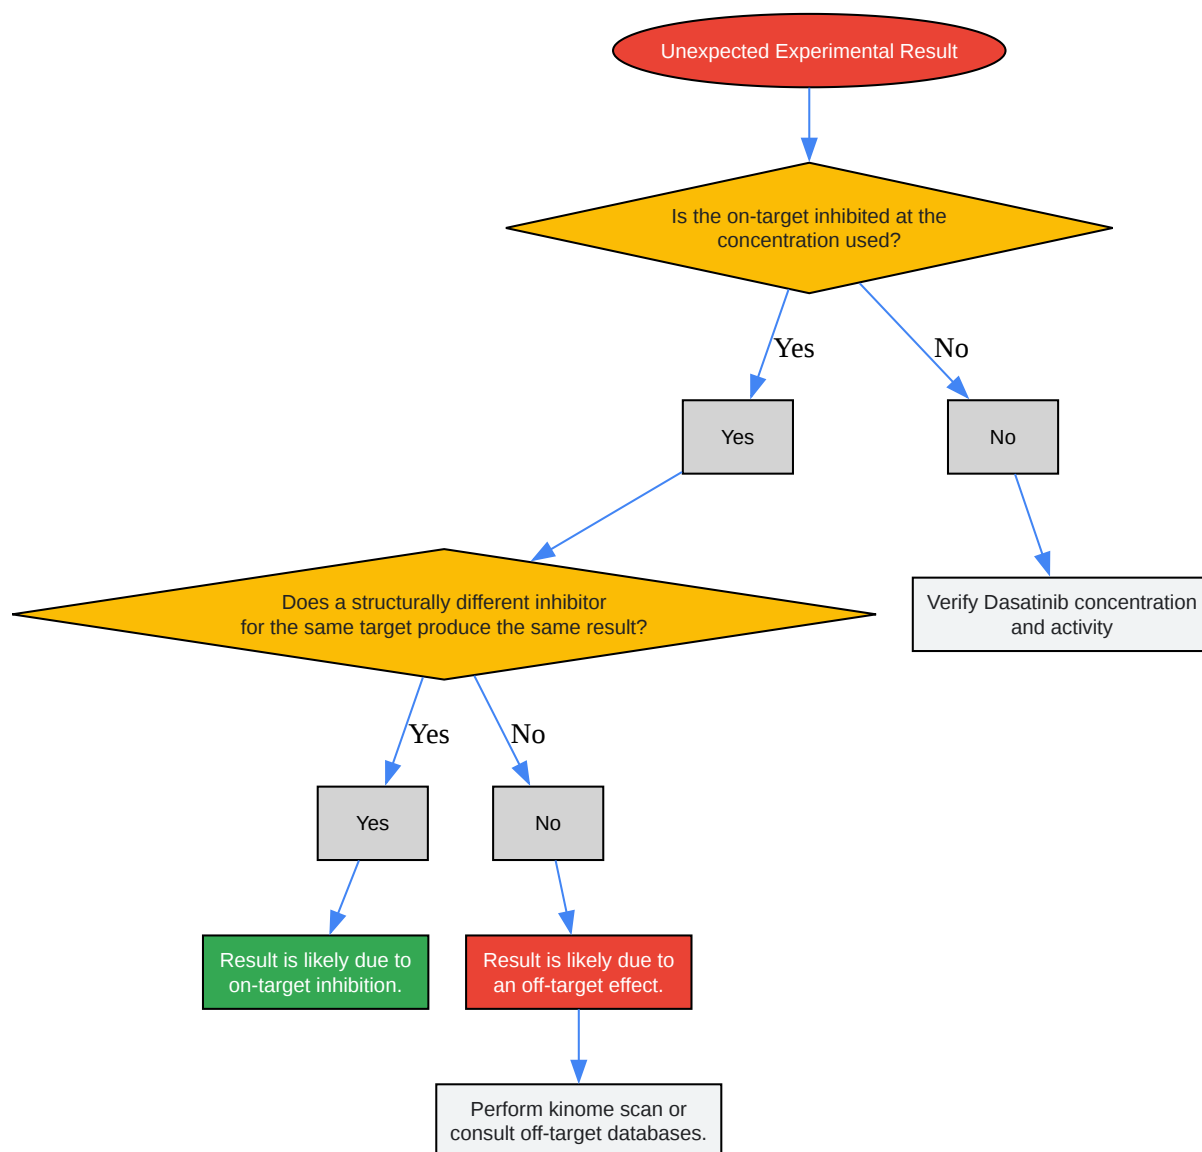 Unexpected Experimental Result
Is the on-target inhibited at the
concentration used?
Yes
No
Yes
No
Does a structurally different inhibitor
for the same target produce the same result?
Verify Dasatinib concentration
and activity
Yes
No
Yes
No
Result is likely due to
on-target inhibition.
Result is likely due to
an off-target effect.
Perform kinome scan or
consult off-target databases.